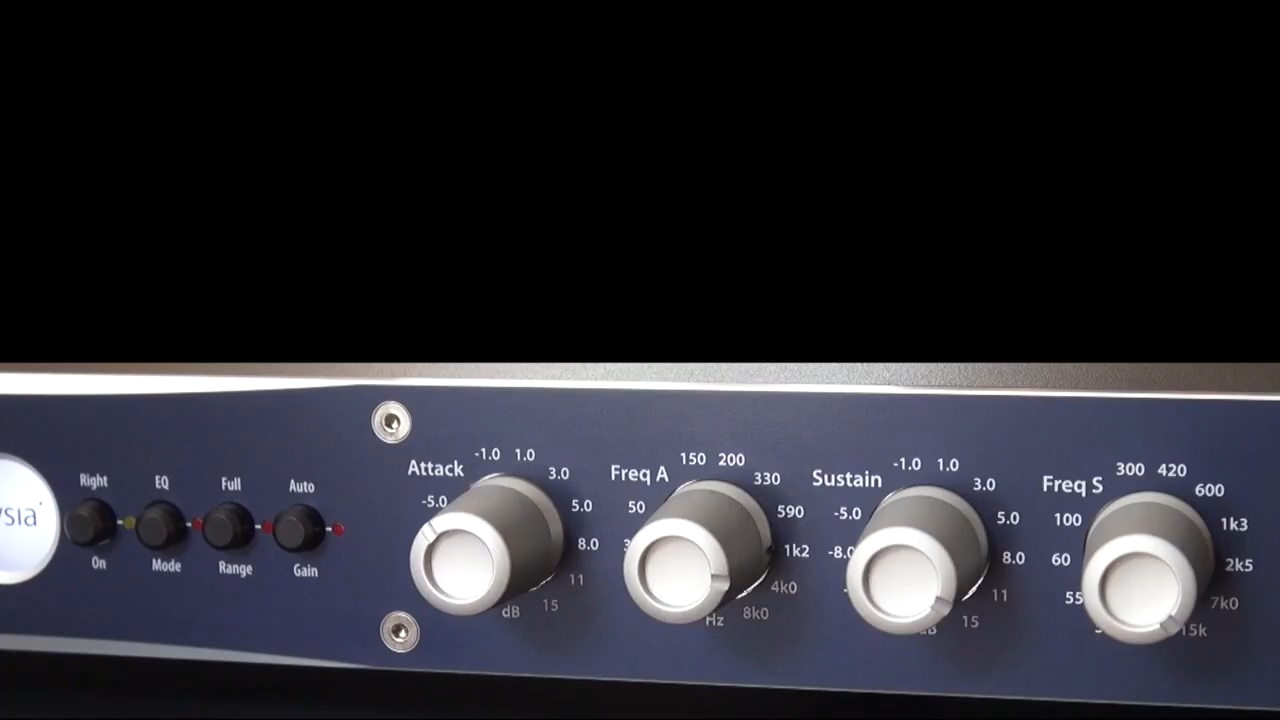 ysia
Right
EQ
Full
Auto
On
Mode
Range
Gain
Attack
-5.0
-1.0
1.0
3.0
5.0
8.0
11
15
dB
Freq A
50
150
200
330
590
1k2
4k0
8k0
Hz
Sustain
-8.0
-5.0
-1.0
1.0
3.0
5.0
8.0
11
15
dB
Freq S
55
60
100
300
420
600
1k3
2k5
7k0
15k